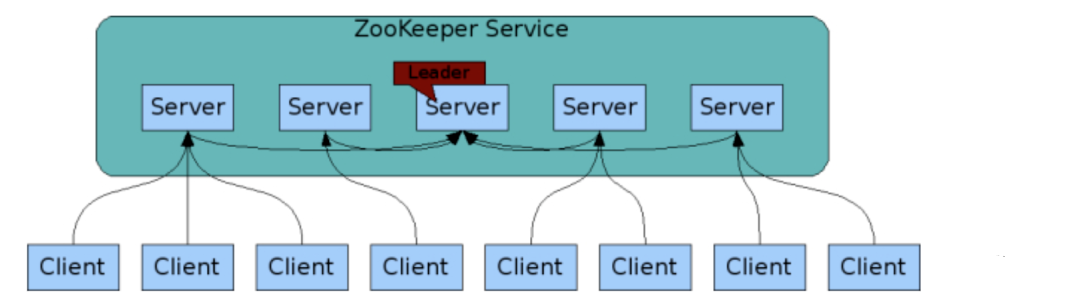 ZooKeeper Service
Leader
Server Server Server Server Server
Client Client Client Client Client Client Client Client